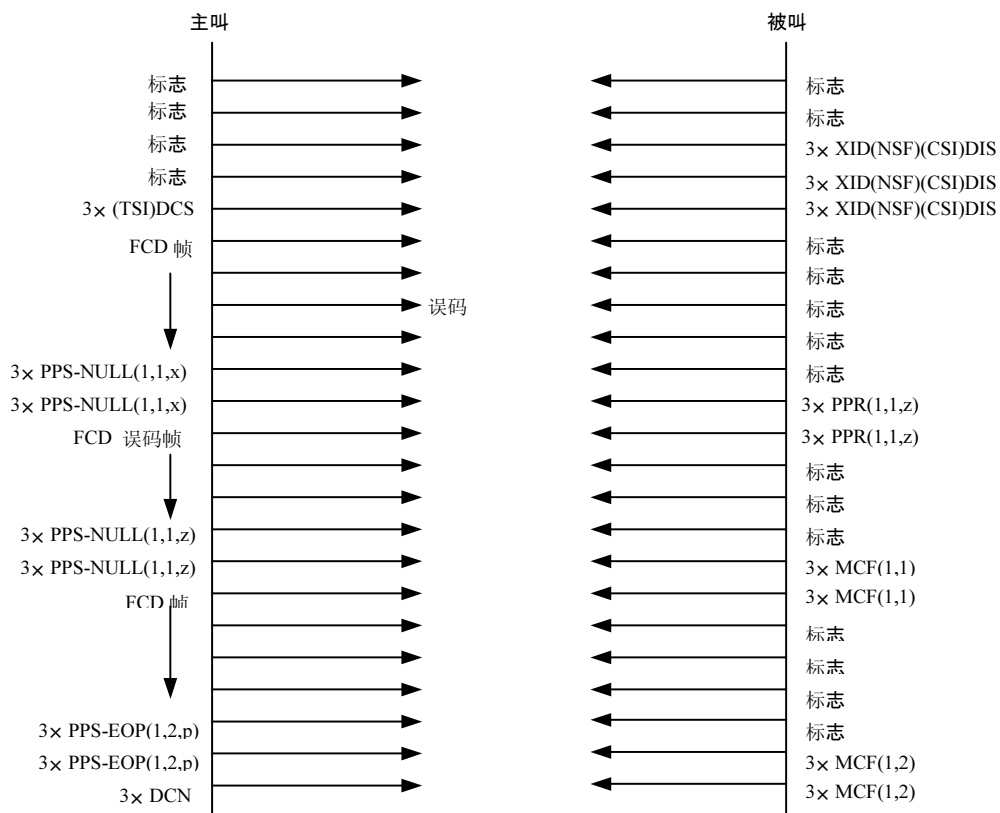 主叫 被叫
标志 标志
标志 标志
标志 3× XID(NSF)(CSI)DIS
标志 3× XID(NSF)(CSI)DIS
3× (TSI)DCS 3× XID(NSF)(CSI)DIS
FCD 帧 标志
标志
误码 标志
标志
3× PPS-NULL(1,1,x) 标志
3× PPS-NULL(1,1,x) 3× PPR(1,1,z)
FCD 误码帧 3× PPR(1,1,z)
标志
标志
3× PPS-NULL(1,1,z) 标志
3× PPS-NULL(1,1,z) 3× MCF(1,1)
FCD 帧 3× MCF(1,1)
标志
标志
标志
3× PPS-EOP(1,2,p) 标志
3× PPS-EOP(1,2,p) 3× MCF(1,2)
3× DCN 3× MCF(1,2)